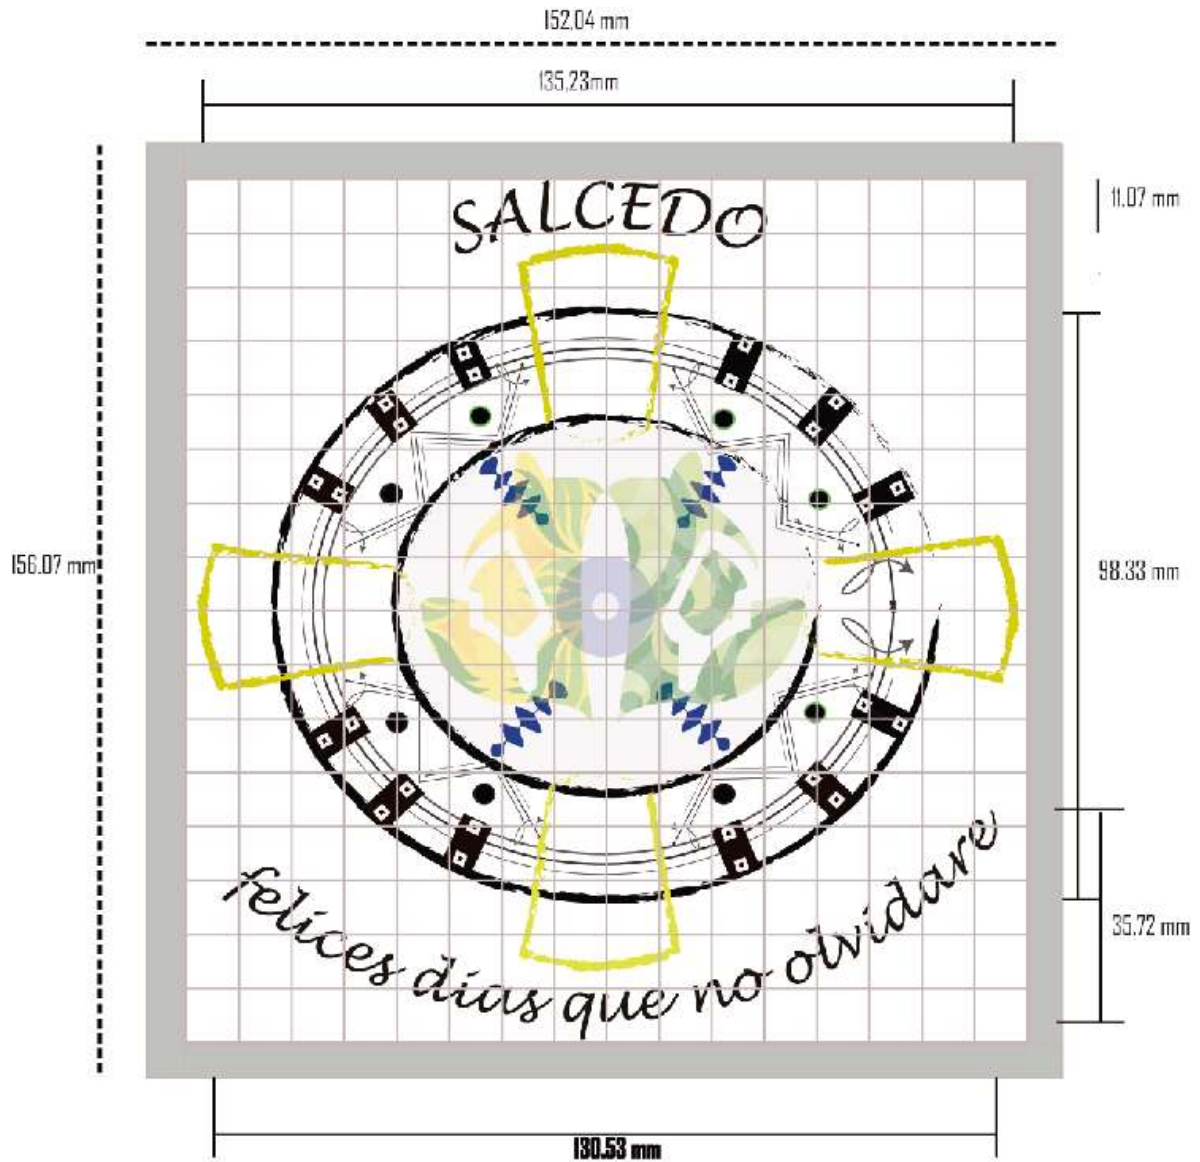 152,04 mm
135,23mm
11.07 mm
SALCEDO
156.07 mm
98.33 mm
felices días que no olvidare
35.72 mm
130.53 mm